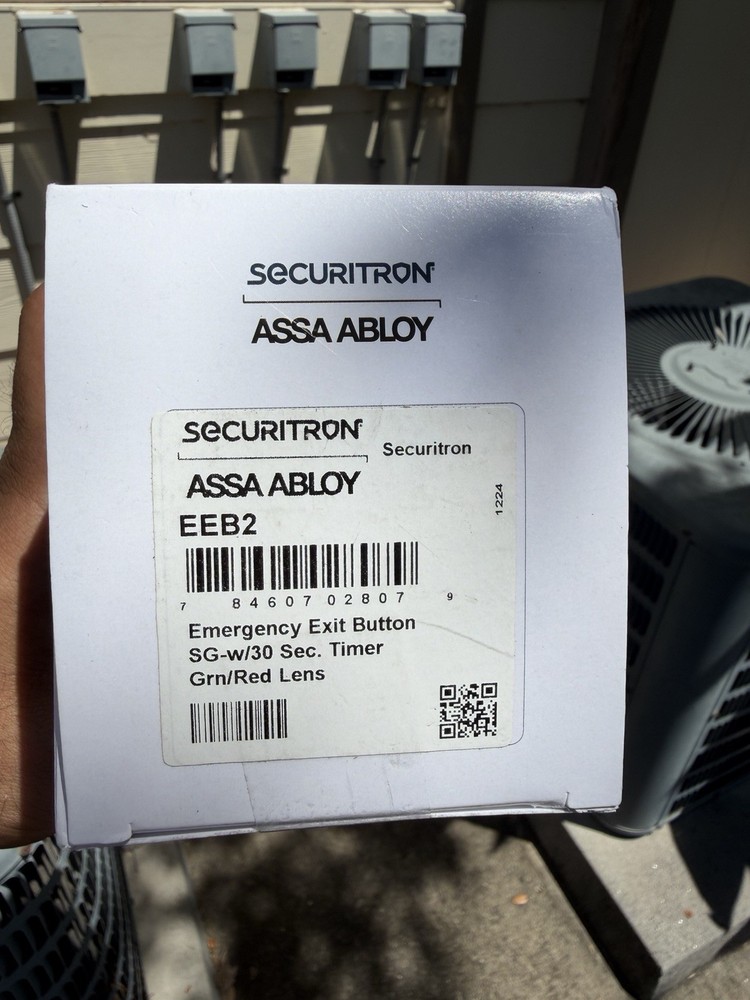 SECURITRON
ASSA ABLOY
SECURITRON
Securitron
ASSA ABLOY
1224
EEB2
7 84607 02807 9
Emergency Exit Button
SG-w/30 Sec. Timer
Grn/Red Lens